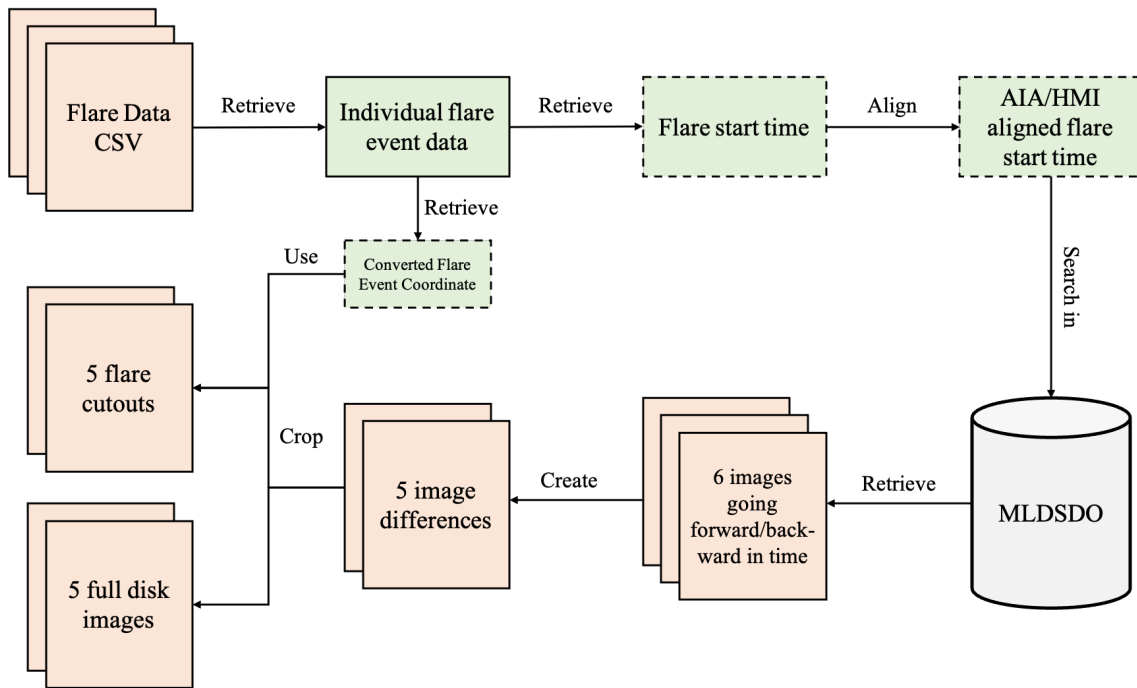 Flare Data
CSV
Retrieve
Individual flare
event data
Retrieve
Flare start time
Align
AIA/HMI
aligned flare
start time
Retrieve
Use
Converted Flare
Event Coordinate
Search in
5 flare
cutouts
Crop
5 image
differences
Create
6 images
going
forward/back-
ward in time
Retrieve
MLDSDO
5 full disk
images